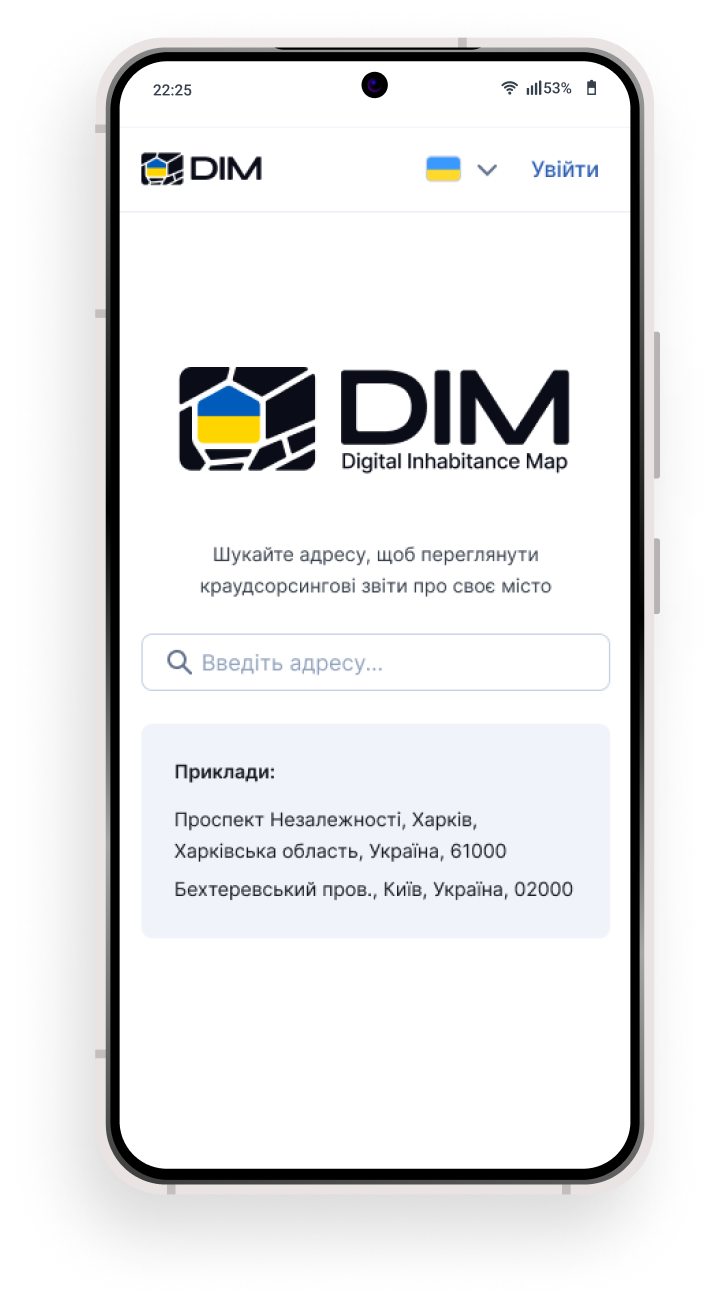 22:25
53%
DIM
Увійти
DIM
Digital Inhabitance Map
Шукайте адресу, щоб переглянути
краудсорсингові звіти про своє місто
Введіть адресу...
Приклади:
Проспект Незалежності, Харків,
Харківська область, Україна, 61000
Бехтеревський пров., Київ, Україна, 02000